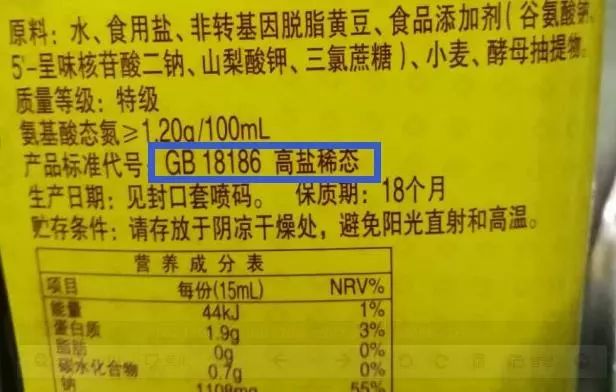 原料：水、食用盐、非转基因脱脂黄豆、食品添加剂（谷氨酸钠、
5'-呈味核苷酸二钠、山梨酸钾、三氯蔗糖）、小麦、酵母抽提物。
质量等级：特级
氨基酸态氮≥1.20g/100mL
产品标准代号 GB 18186 高盐稀态
生产日期：见封口套喷码。 保质期：18个月
贮存条件：请存放于阴凉干燥处，避免阳光直射和高温。
营养成分表
项目 每份(15mL) NRV%
能量 44kJ 1%
蛋白质 1.9g 3%
脂肪 0g 0%
碳水化合物 0.7g 0%
钠 1108mg 55%